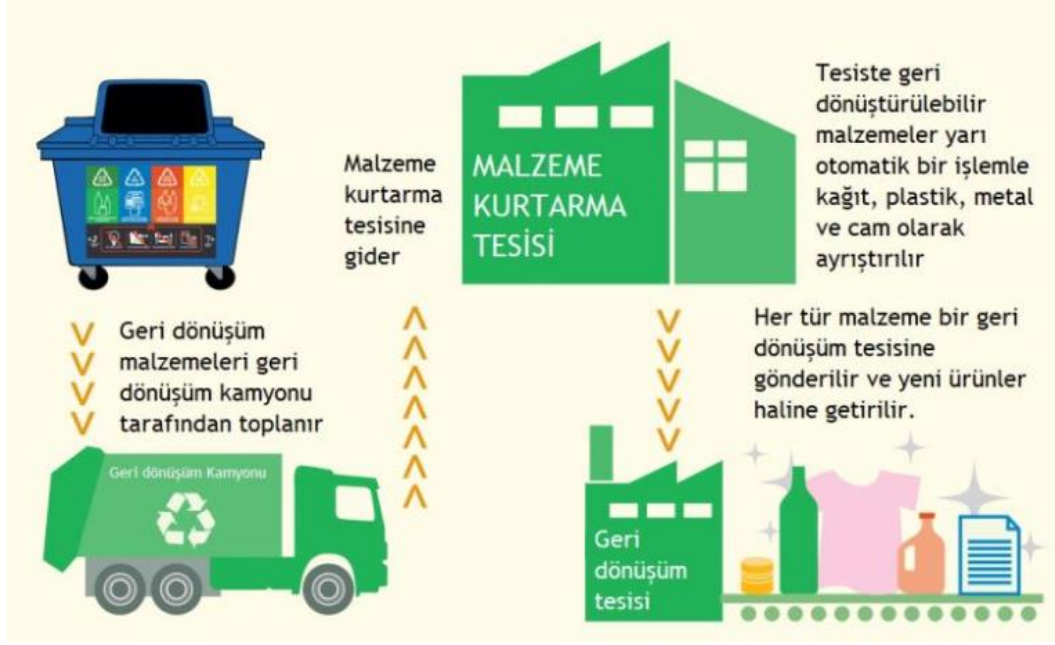 Geri dönüşüm
malzemeleri geri
dönüşüm kamyonu
tarafından toplanır
Geri dönüşüm Kamyonu
Malzeme
kurtarma
tesisine
gider
MALZEME
KURTARMA
TESİSİ
Tesiste geri
dönüştürülebilir
malzemeler yarı
otomatik bir işlemle
kağıt, plastik, metal
ve cam olarak
ayrıştırılır
Her tür malzeme bir geri
dönüşüm tesisine
gönderilir ve yeni ürünler
haline getirilir.
Geri
dönüşüm
tesisi